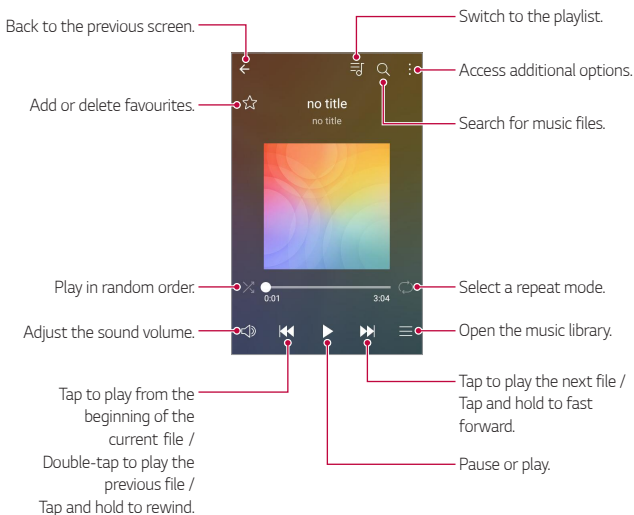 Back to the previous screen.
Switch to the playlist.
Access additional options.
Add or delete favourites.
no title
no title
Search for music files.
Play in random order.
0:01
3:04
Select a repeat mode.
Adjust the sound volume.
Open the music library.
Tap to play from the
beginning of the
current file /
Double-tap to play the
previous file /
Tap and hold to rewind.
Tap to play the next file /
Tap and hold to fast
forward.
Pause or play.